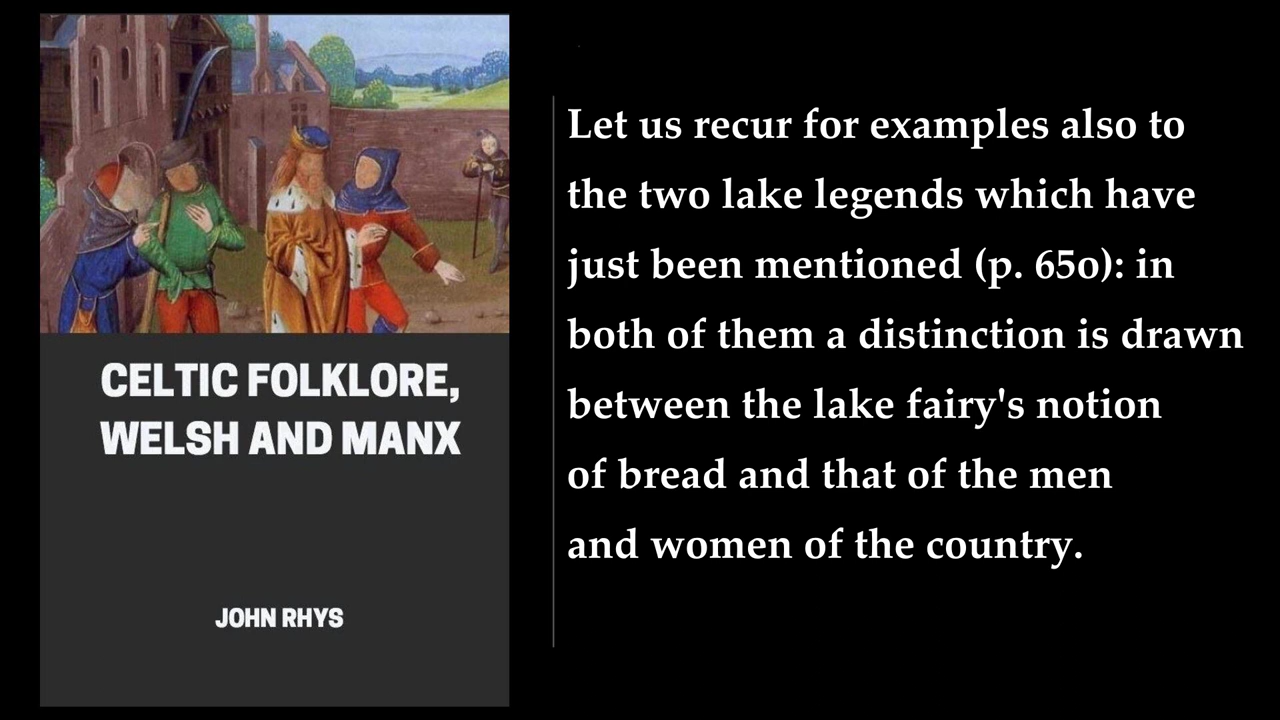 CELTIC FOLKLORE,
WELSH AND MANX
JOHN RHYS
Let us recur for examples also to
the two lake legends which have
just been mentioned (p. 65o): in
both of them a distinction is drawn
between the lake fairy's notion
of bread and that of the men
and women of the country.